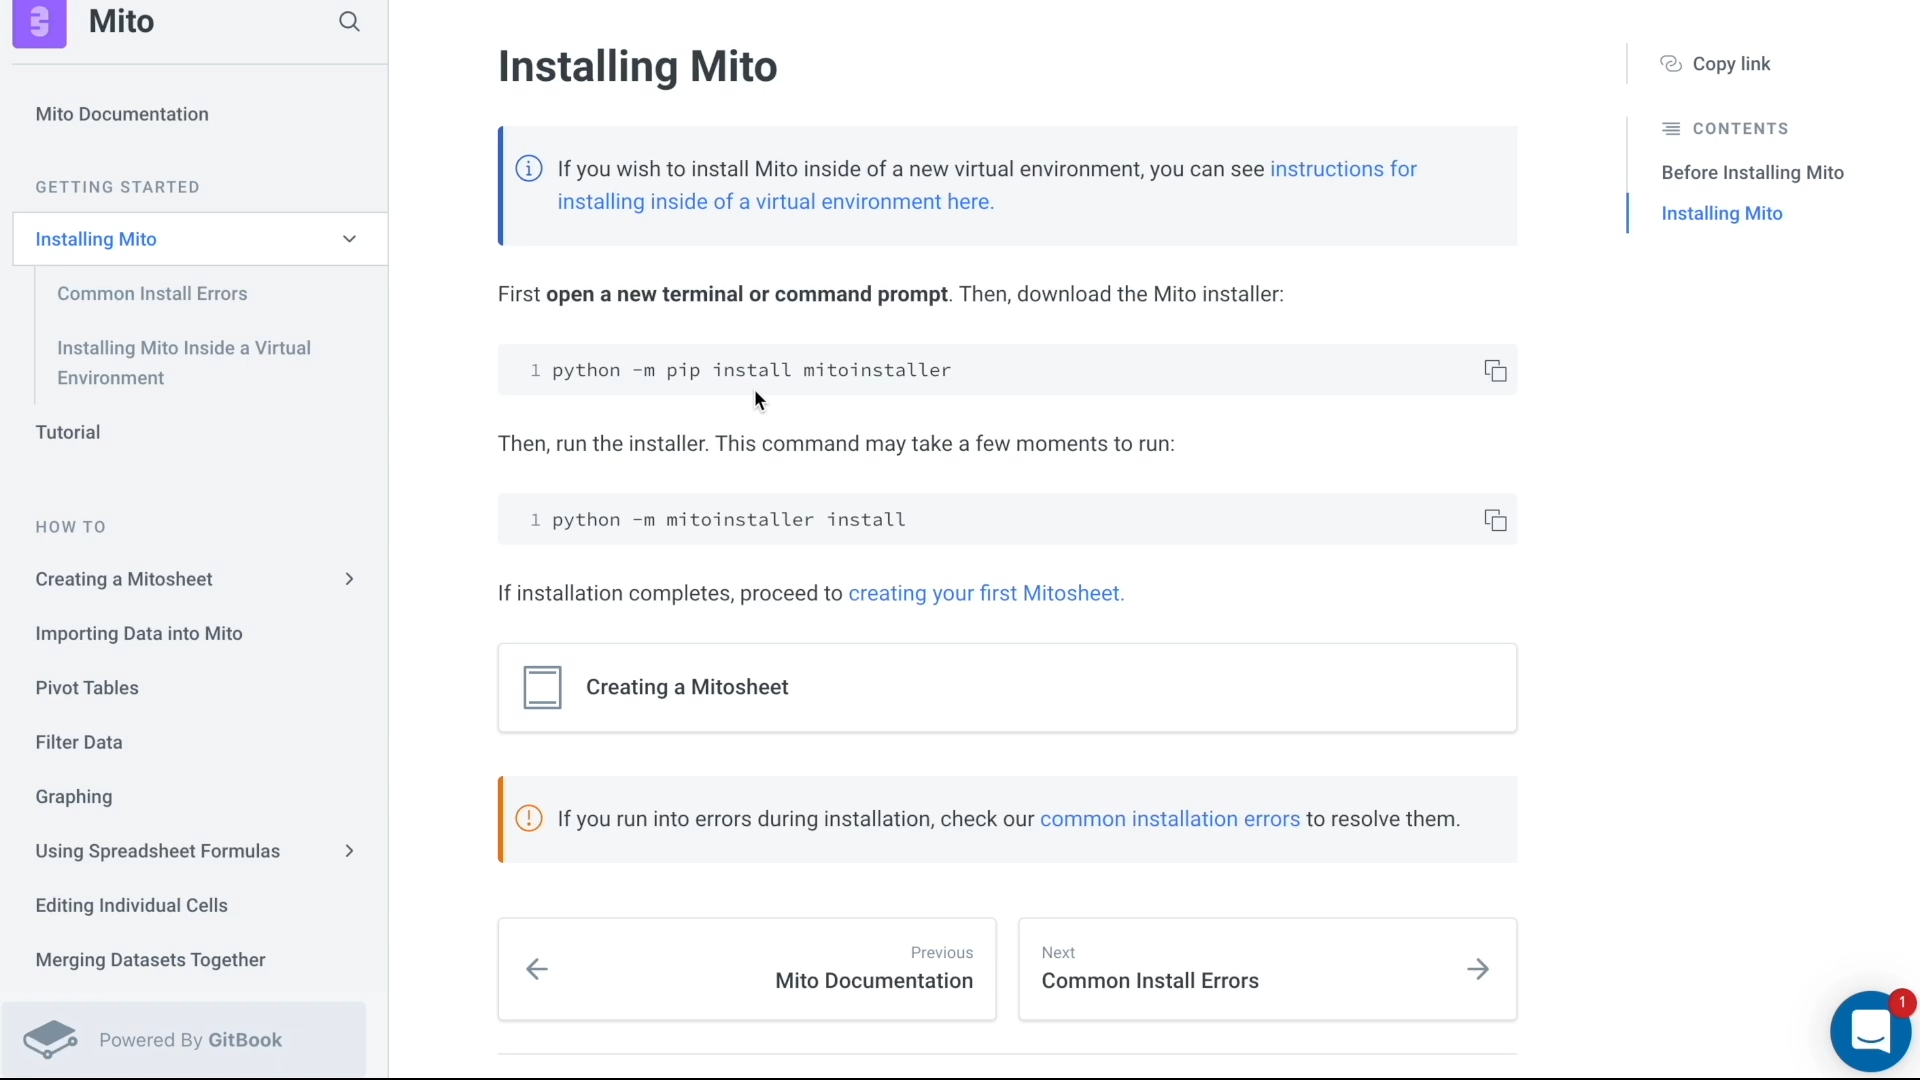 Mito
Mito Documentation
GETTING STARTED
Installing Mito
Common Install Errors
Installing Mito Inside a Virtual
Environment
Tutorial
HOW TO
Creating a Mitosheet
Importing Data into Mito
Pivot Tables
Filter Data
Graphing
Using Spreadsheet Formulas
Editing Individual Cells
Merging Datasets Together
Powered By GitBook
Installing Mito
If you wish to install Mito inside of a new virtual environment, you can see instructions for
installing inside of a virtual environment here.
First open a new terminal or command prompt. Then, download the Mito installer:
1 python -m pip install mitoinstaller
Then, run the installer. This command may take a few moments to run:
1 python -m mitoinstaller install
If installation completes, proceed to creating your first Mitosheet.
Creating a Mitosheet
If you run into errors during installation, check our common installation errors to resolve them.
Previous
Mito Documentation
Next
Common Install Errors
Copy link
CONTENTS
Before Installing Mito
Installing Mito
1